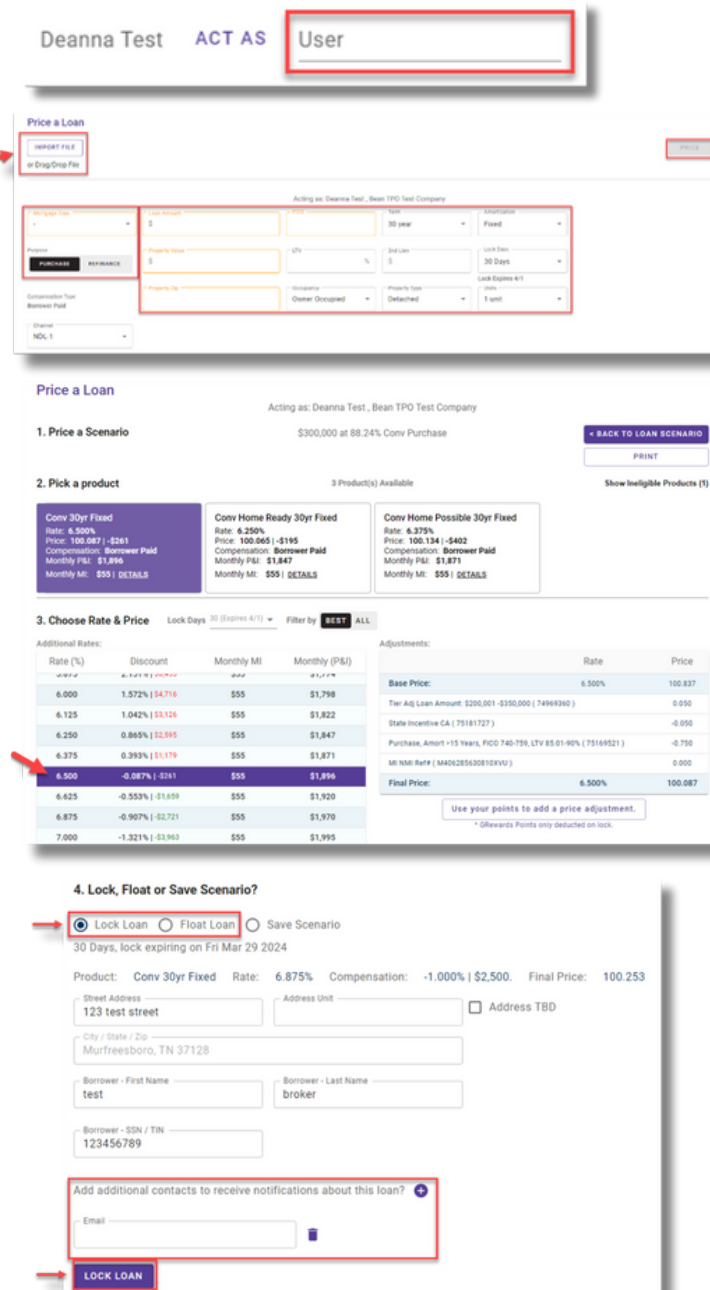 Deanna Test ACT AS User
Price a Loan
IMPORT FILE
or Drag/Drop File
PRICE
Acting as: Deanna Test , Bean TPO Test Company
Mortgage Type
-
Loan Amount
$
FICO
Term
30 year
Amortization
Fixed
Purpose
PURCHASE REFINANCE
Property Value
$
LTV
%
2nd Lien
$
Lock Days
30 Days
Lock Expires 4/1
Compensation Type
Borrower Paid
Property Zip
Occupancy
Owner Occupied
Property Type
Detached
Units
1 unit
Channel
NDL-1
Price a Loan
Acting as: Deanna Test , Bean TPO Test Company
1. Price a Scenario
$300,000 at 88.24% Conv Purchase
< BACK TO LOAN SCENARIO
PRINT
2. Pick a product
3 Product(s) Available
Show Ineligible Products (1)
Conv 30yr Fixed
Rate: 6.500%
Price: 100.087 | -$261
Compensation: Borrower Paid
Monthly P&I: $1,896
Monthly MI: $55 | DETAILS
Conv Home Ready 30yr Fixed
Rate: 6.250%
Price: 100.065 | -$195
Compensation: Borrower Paid
Monthly P&I: $1,847
Monthly MI: $55 | DETAILS
Conv Home Possible 30yr Fixed
Rate: 6.375%
Price: 100.134 | -$402
Compensation: Borrower Paid
Monthly P&I: $1,871
Monthly MI: $55 | DETAILS
3. Choose Rate & Price Lock Days 30 (Expires 4/1) Filter by BEST ALL
Additional Rates:
Rate (%) Discount Monthly MI Monthly (P&I)
6.000 1.572% | $4,716 $55 $1,798
6.125 1.042% | $3,126 $55 $1,822
6.250 0.865% | $2,595 $55 $1,847
6.375 0.393% | $1,179 $55 $1,871
6.500 -0.087% | -$261 $55 $1,896
6.625 -0.553% | -$1,659 $55 $1,920
6.875 -0.907% | -$2,721 $55 $1,970
7.000 -1.321% | -$3,963 $55 $1,995
Adjustments:
Rate Price
Base Price: 6.500% 100.837
Tier Adj Loan Amount: $200,001 -$350,000 ( 74969360 ) 0.050
State Incentive CA ( 75181727 ) -0.050
Purchase, Amort >15 Years, FICO 740-759, LTV 85.01-90% ( 75169521 ) -0.750
MI NMI Ref# ( M406285630810XVU ) 0.000
Final Price: 6.500% 100.087
Use your points to add a price adjustment.
* GRewards Points only deducted on lock.
4. Lock, Float or Save Scenario?
Lock Loan Float Loan Save Scenario
30 Days, lock expiring on Fri Mar 29 2024
Product: Conv 30yr Fixed Rate: 6.875% Compensation: -1.000% | $2,500. Final Price: 100.253
Street Address
123 test street
Address Unit
Address TBD
City / State / Zip
Murfreesboro, TN 37128
Borrower - First Name
test
Borrower - Last Name
broker
Borrower - SSN / TIN
123456789
Add additional contacts to receive notifications about this loan?
Email
LOCK LOAN